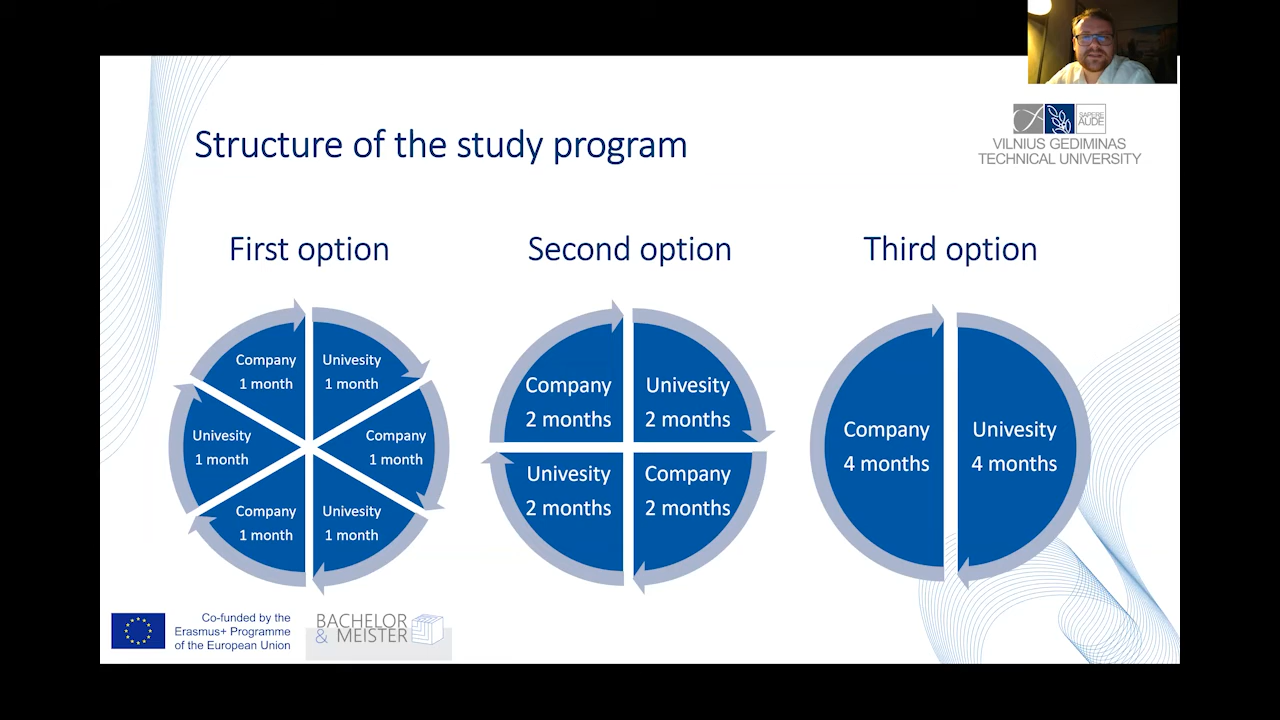 Structure of the study program
SAPERE
AUDE
VILNIUS GEDIMINAS
TECHNICAL UNIVERSITY
First option
Company
1 month
Univesity
1 month
Company
1 month
Univesity
1 month
Company
1 month
Univesity
1 month
Second option
Company
2 months
Univesity
2 months
Company
2 months
Univesity
2 months
Third option
Company
4 months
Univesity
4 months
Co-funded by the
Erasmus+ Programme
of the European Union
BACHELOR
& MEISTER